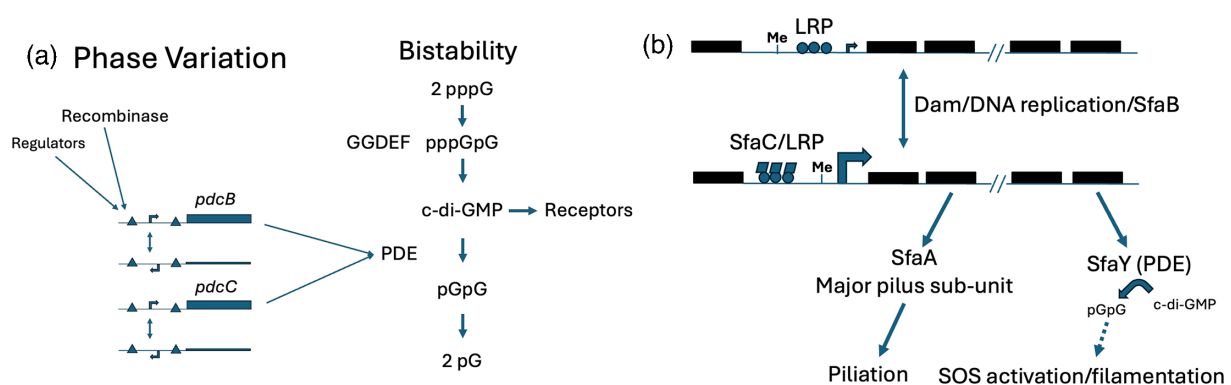 (a) Phase Variation
Recombinase
Regulators
pdcB
pdcC
Bistability
2 pppG
GGDEF pppGpG
c-di-GMP Receptors
PDE
pGpG
2 pG
(b)
Me LRP
//
Dam/DNA replication/SfaB
SfaC/LRP
Me
//
SfaA
Major pilus sub-unit
Piliation
SfaY (PDE)
c-di-GMP
pGpG
SOS activation/filamentation